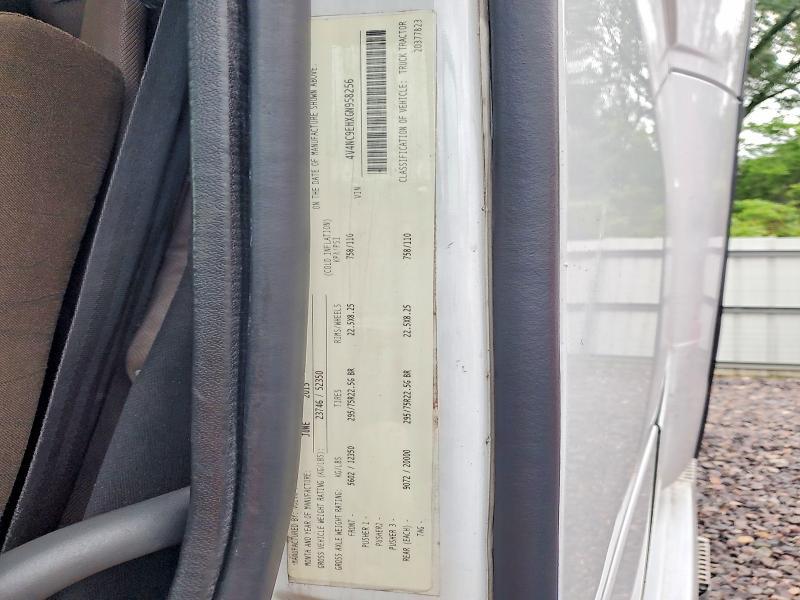 MANUFACTURED BY:
MONTH AND YEAR OF MANUFACTURE: JUNE 2015
ON THE DATE OF MANUFACTURE SHOWN ABOVE.
GROSS VEHICLE WEIGHT RATING (KG/LBS): 23746 / 52350
(COLD INFLATION)
GROSS AXLE WEIGHT RATING: KG/LBS TIRES RIMS/WHEELS KPA/PSI VIN
FRONT - 5602 / 12350 295/75R22.5G BR 22.5X8.25 758/110 4V4NC9EHXGN958256
PUSHER 1 -
PUSHER2 -
PUSHER 3 -
REAR (EACH) - 9072 / 20000 295/75R22.5G BR 22.5X8.25 758/110 CLASSIFICATION OF VEHICLE: TRUCK TRACTOR
TAG - 20377823